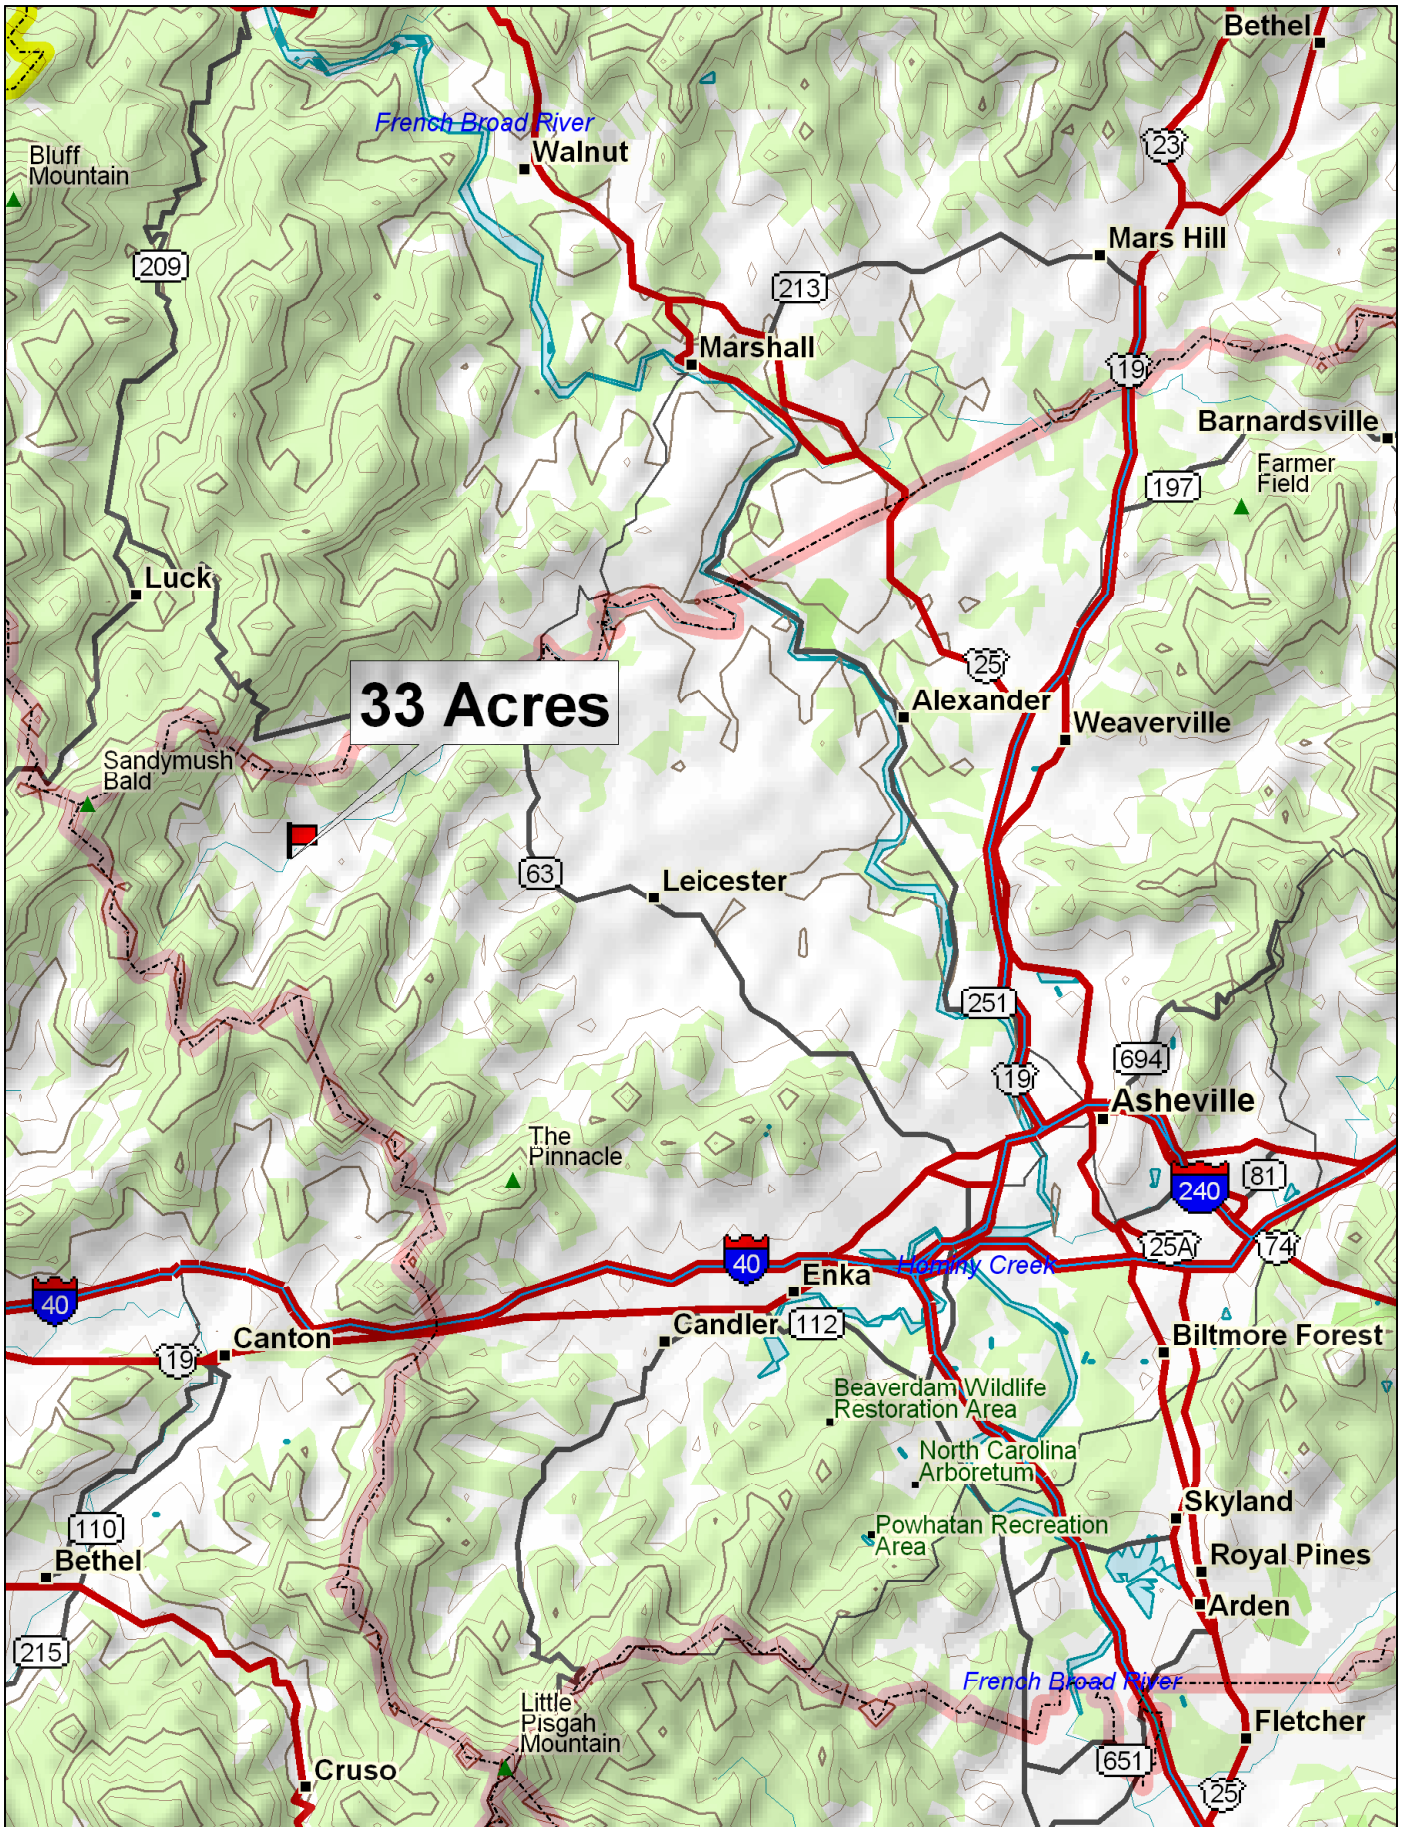 Bethel
French Broad River
Walnut
23
Bluff
Mountain
Mars Hill
209
213
Marshall
19
Barnardsville
Farmer
Field
197
Luck
25
33 Acres
Alexander
Weaverville
Sandymush
Bald
63
Leicester
251
694
19
Asheville
The
Pinnacle
81
240
25A
74
40
Hominy Creek
Enka
40
Candler
112
Canton
19
Biltmore Forest
Beaverdam Wildlife
Restoration Area
North Carolina
Arboretum
Skyland
110
Powhatan Recreation
Area
Bethel
Royal Pines
Arden
215
French Broad River
Little
Pisgah
Mountain
Fletcher
651
Cruso
25